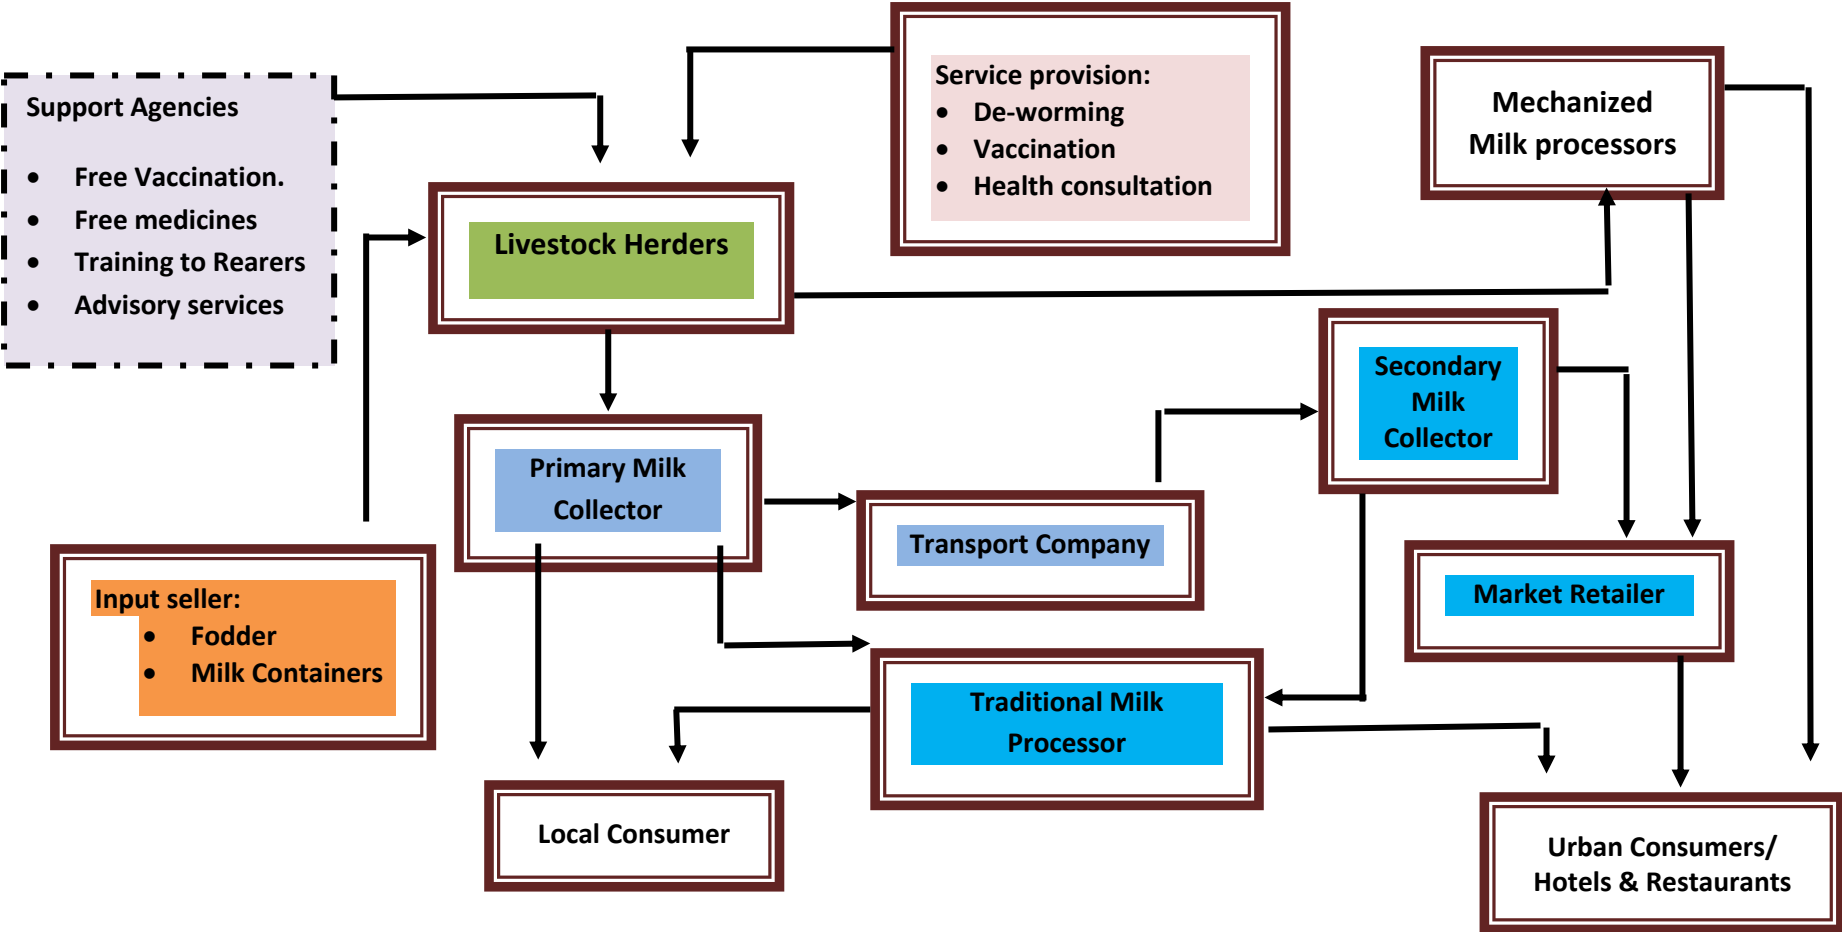 Support Agencies
• Free Vaccination.
• Free medicines
• Training to Rearers
• Advisory services
Service provision:
• De-worming
• Vaccination
• Health consultation
Mechanized
Milk processors
Livestock Herders
Secondary
Milk
Collector
Primary Milk
Collector
Transport Company
Input seller:
• Fodder
• Milk Containers
Market Retailer
Traditional Milk
Processor
Local Consumer
Urban Consumers/
Hotels & Restaurants